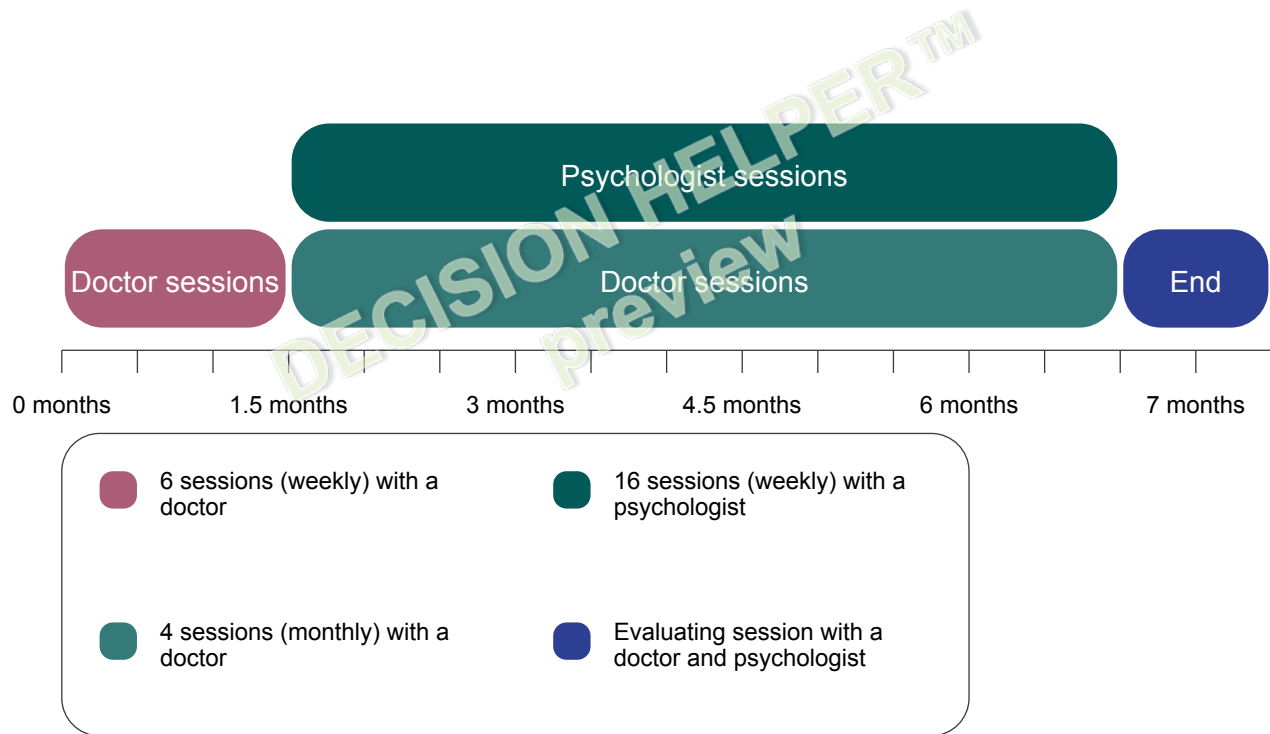 DECISION HELPER™
preview
Psychologist sessions
Doctor sessions
Doctor sessions
End
0 months
1.5 months
3 months
4.5 months
6 months
7 months
6 sessions (weekly) with a
doctor
16 sessions (weekly) with a
psychologist
4 sessions (monthly) with a
doctor
Evaluating session with a
doctor and psychologist